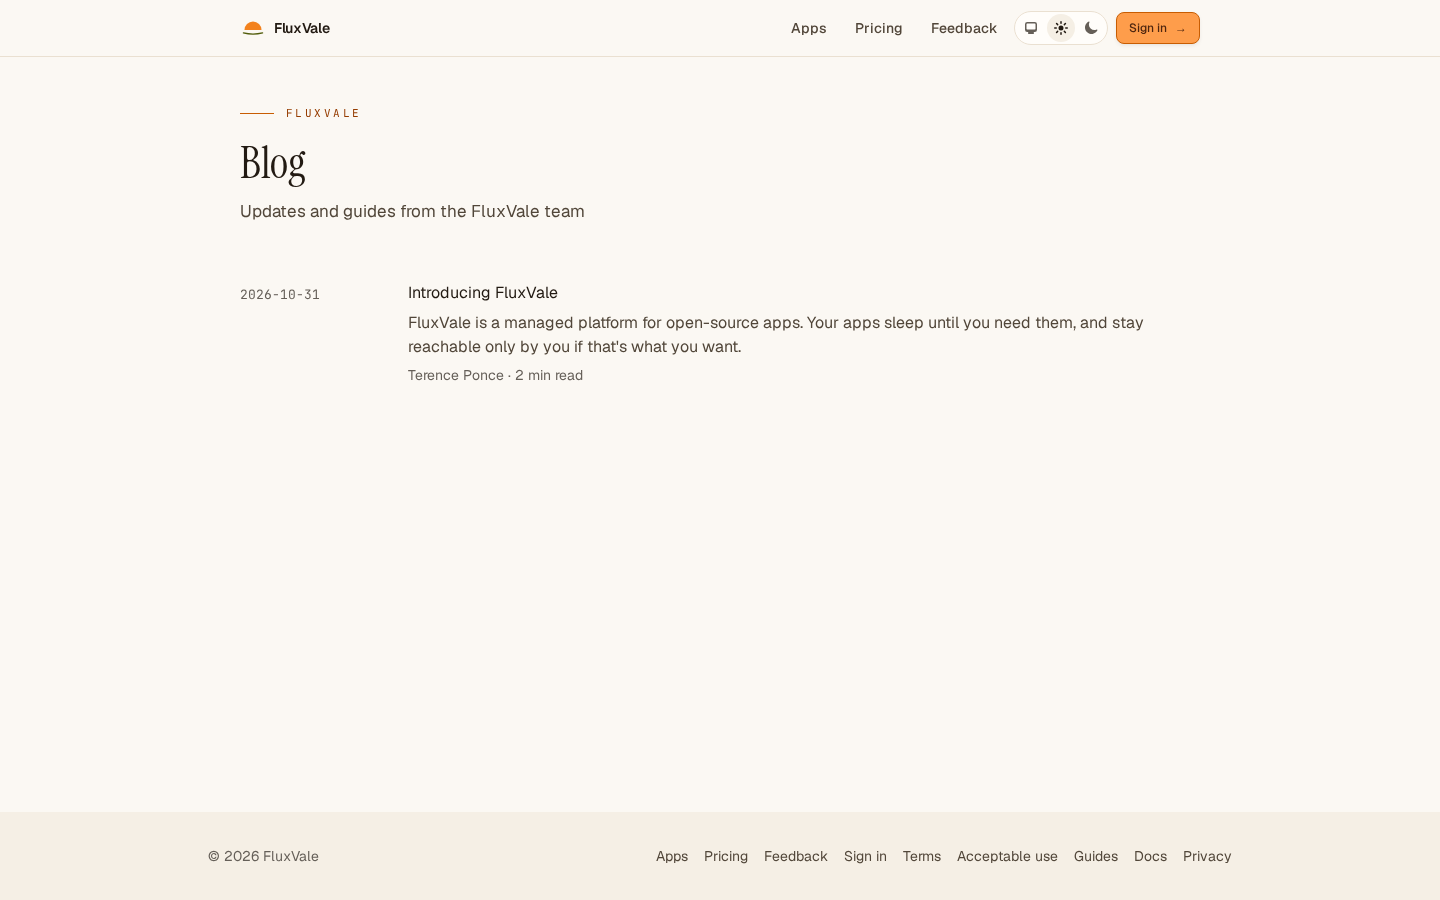 FluxVale
Apps Pricing Feedback Sign in →
FLUXVALE
Blog
Updates and guides from the FluxVale team
2026-10-31
Introducing FluxVale
FluxVale is a managed platform for open-source apps. Your apps sleep until you need them, and stay
reachable only by you if that's what you want.
Terence Ponce · 2 min read
© 2026 FluxVale
Apps Pricing Feedback Sign in Terms Acceptable use Guides Docs Privacy